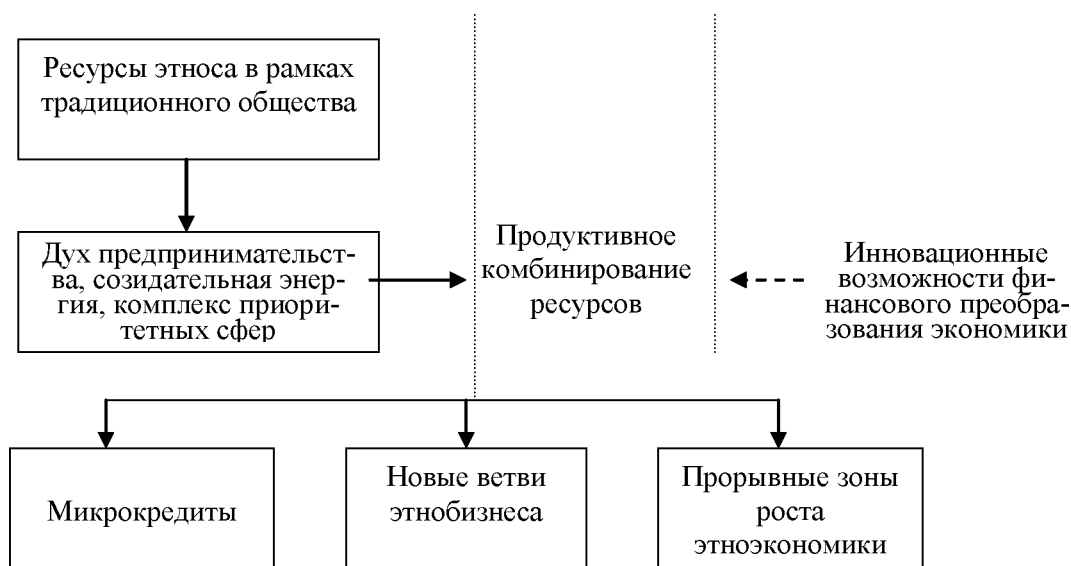 Ресурсы этноса в рамках
традиционного общества
Дух предпринимательст-
ва, созидательная энер-
гия, комплекс приори-
тетных сфер
Продуктивное
комбинирование
ресурсов
Инновационные
возможности фи-
нансового преобра-
зования экономики
Микрокредиты
Новые ветви
этнобизнеса
Прорывные зоны
роста
этноэкономики